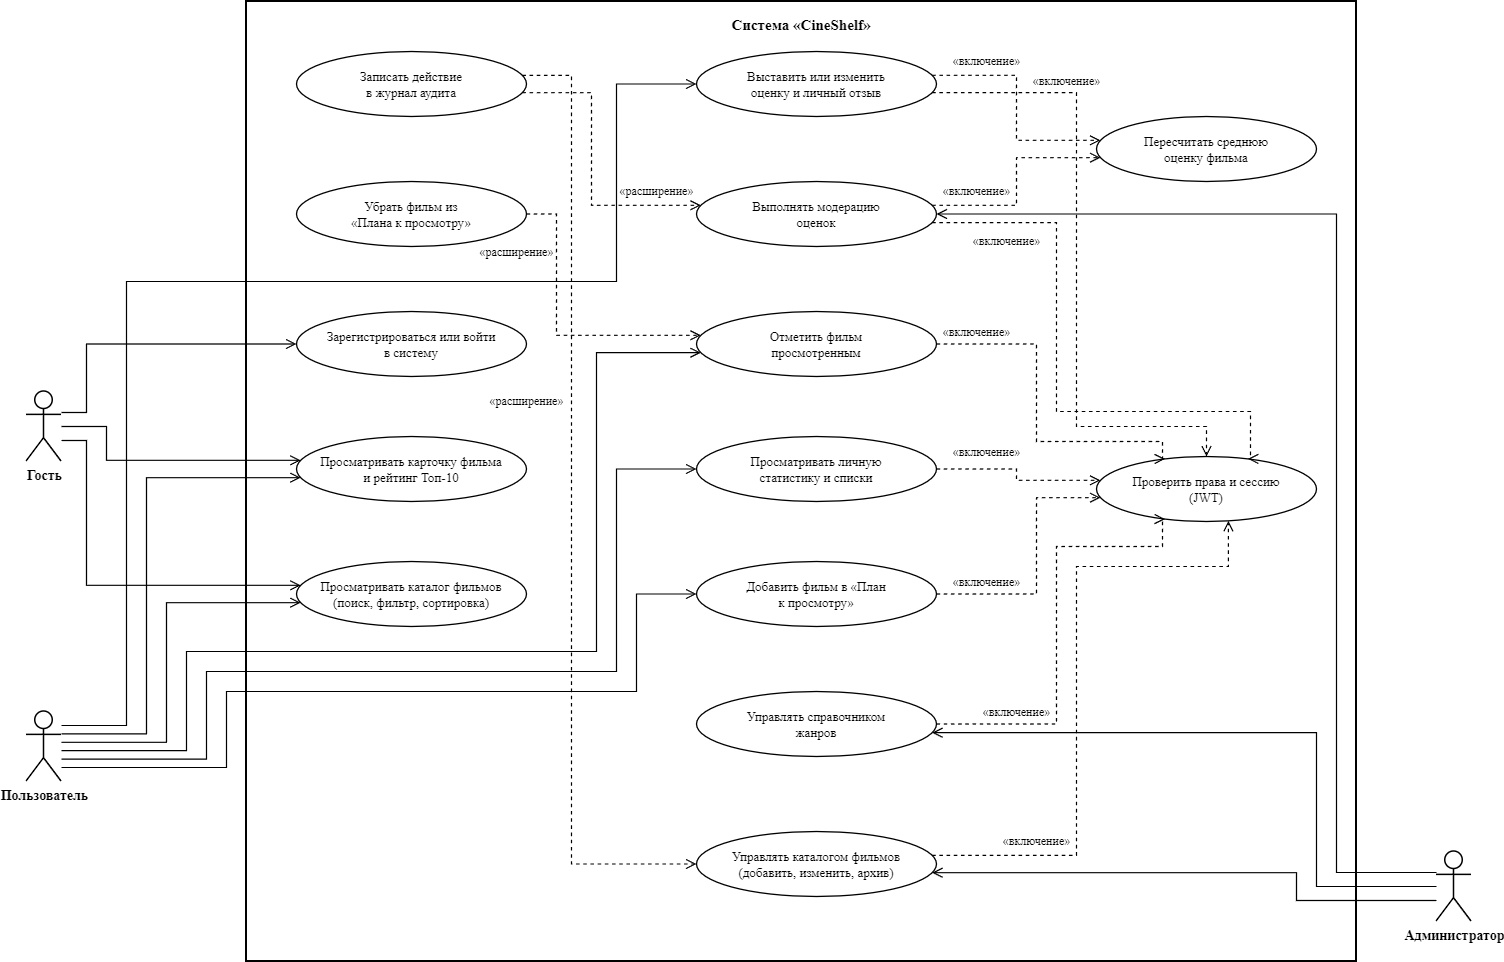 Система «CineShelf»
Записать действие
в журнал аудита
Выставить или изменить
оценку и личный отзыв
«включение»
«включение»
Пересчитать среднюю
оценку фильма
Убрать фильм из
«Плана к просмотру»
«расширение»
«расширение»
Выполнять модерацию
оценок
«включение»
«включение»
Зарегистрироваться или войти
в систему
Отметить фильм
просмотренным
«включение»
«расширение»
Гость
Просматривать карточку фильма
и рейтинг Топ-10
Просматривать личную
статистику и списки
«включение»
Проверить права и сессию
(JWT)
Просматривать каталог фильмов
(поиск, фильтр, сортировка)
Добавить фильм в «План
к просмотру»
«включение»
Пользователь
Управлять справочником
жанров
«включение»
Управлять каталогом фильмов
(добавить, изменить, архив)
«включение»
Администратор